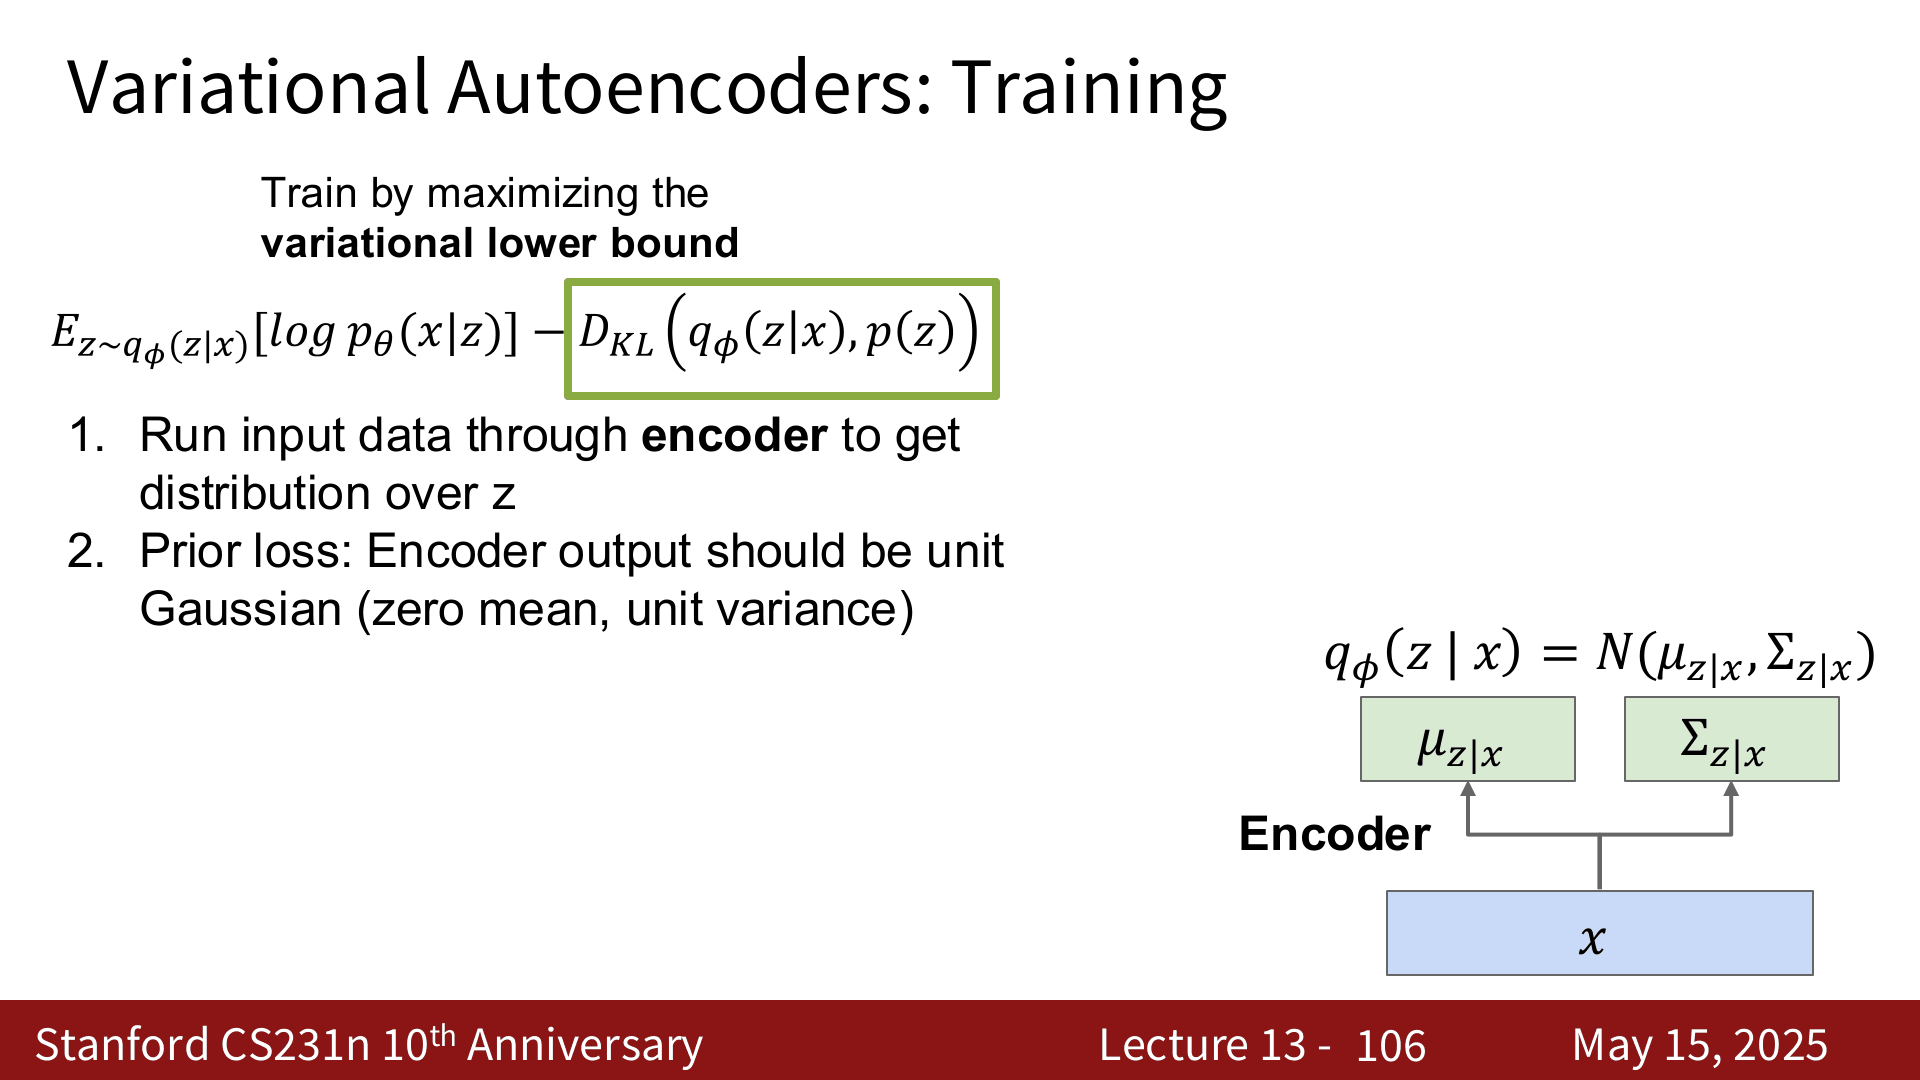 Variational Autoencoders: Training
Train by maximizing the
variational lower bound
E_{z~q_ϕ(z|x)}[log p_θ(x|z)] − D_{KL}(q_ϕ(z|x), p(z))
1. Run input data through encoder to get
distribution over z
2. Prior loss: Encoder output should be unit
Gaussian (zero mean, unit variance)
q_ϕ(z | x) = N(μ_{z|x}, Σ_{z|x})
μ_{z|x} Σ_{z|x}
Encoder
x
Stanford CS231n 10th Anniversary Lecture 13 - 106 May 15, 2025